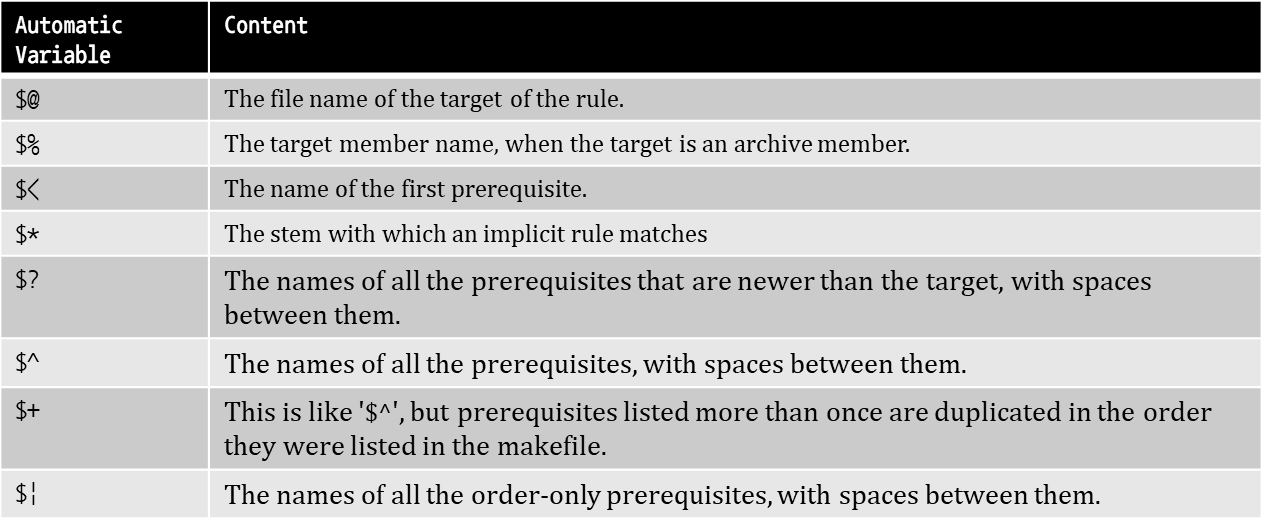 Automatic Content
Variable
$@ The file name of the target of the rule.
$% The target member name, when the target is an archive member.
$< The name of the first prerequisite.
$* The stem with which an implicit rule matches
$? The names of all the prerequisites that are newer than the target, with spaces
between them.
$^ The names of all the prerequisites, with spaces between them.
$+ This is like '$^', but prerequisites listed more than once are duplicated in the order
they were listed in the makefile.
$¦ The names of all the order-only prerequisites, with spaces between them.